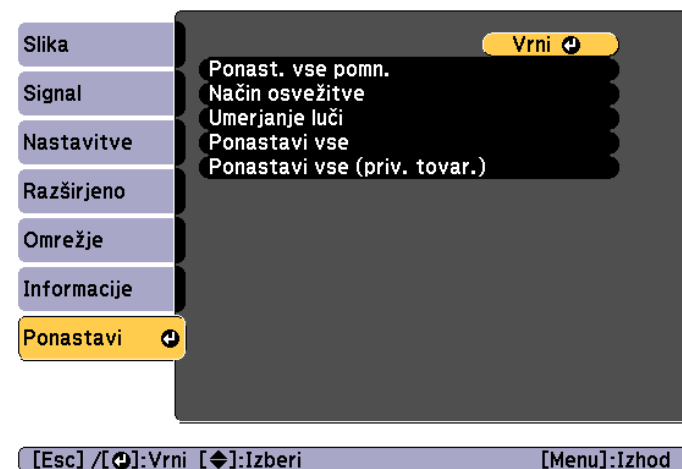 Slika
Signal
Nastavitve
Razširjeno
Omrežje
Informacije
Ponastavi
Vrni
Ponast. vse pomn.
Način osvežitve
Umerjanje luči
Ponastavi vse
Ponastavi vse (priv. tovar.)
[Esc] /[⏎]:Vrni [◆]:Izberi [Menu]:Izhod